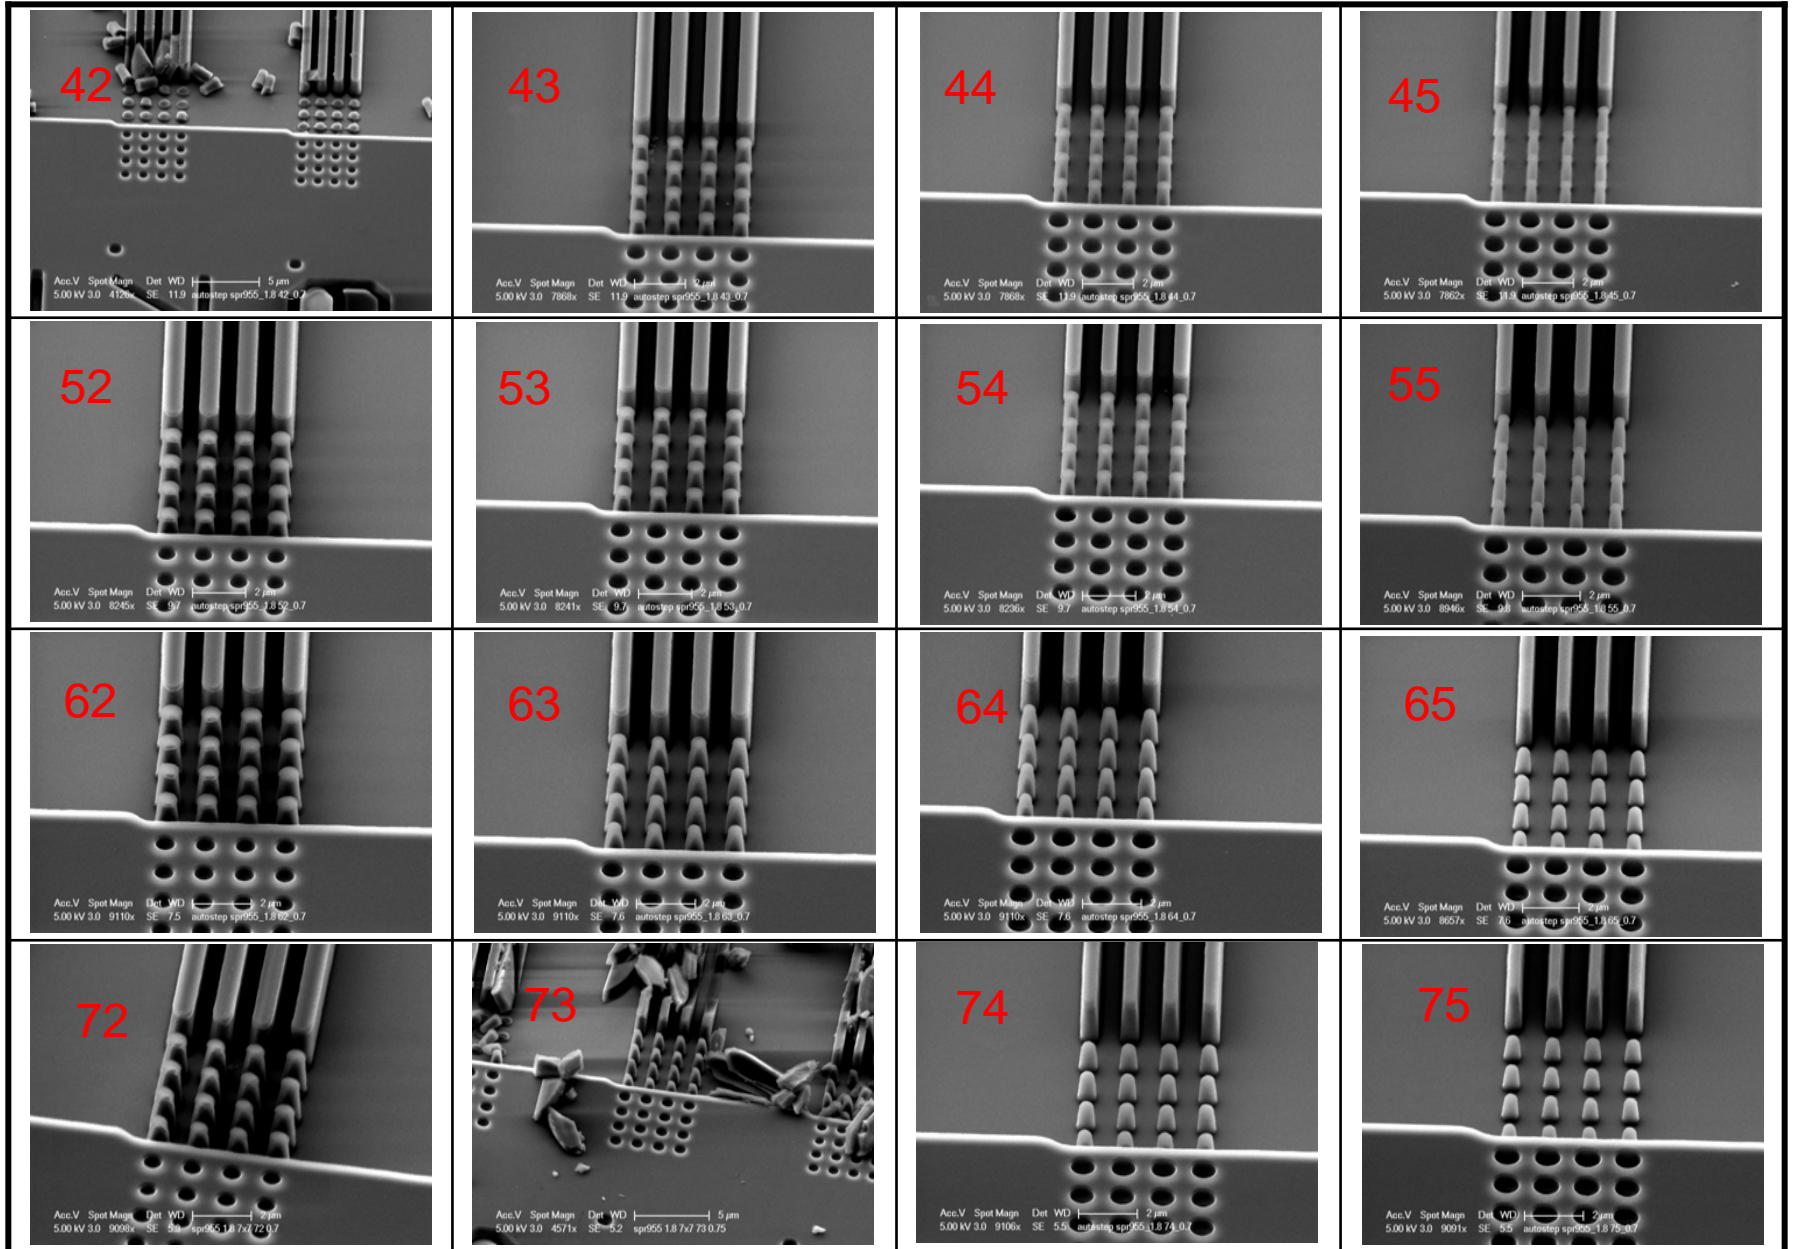 42
Acc.V Spot Magn Det WD 5 µm
5.00 kV 3.0 4126x SE 11.9 autostep spr955_1.8 42_0.7
43
Acc.V Spot Magn Det WD 2 µm
5.00 kV 3.0 7868x SE 11.9 autostep spr955_1.8 43_0.7
44
Acc.V Spot Magn Det WD 2 µm
5.00 kV 3.0 7868x SE 11.9 autostep spr955_1.8 44_0.7
45
Acc.V Spot Magn Det WD 2 µm
5.00 kV 3.0 7862x SE 11.9 autostep spr955_1.8 45_0.7
52
Acc.V Spot Magn Det WD 2 µm
5.00 kV 3.0 8245x SE 9.7 autostep spr955_1.8 52_0.7
53
Acc.V Spot Magn Det WD 2 µm
5.00 kV 3.0 8241x SE 9.7 autostep spr955_1.8 53_0.7
54
Acc.V Spot Magn Det WD 2 µm
5.00 kV 3.0 8236x SE 9.7 autostep spr955_1.8 54_0.7
55
Acc.V Spot Magn Det WD 2 µm
5.00 kV 3.0 8946x SE 9.8 autostep spr955_1.8 55_0.7
62
Acc.V Spot Magn Det WD 2 µm
5.00 kV 3.0 9110x SE 7.5 autostep spr955_1.8 62_0.7
63
Acc.V Spot Magn Det WD 2 µm
5.00 kV 3.0 9110x SE 7.6 autostep spr955_1.8 63_0.7
64
Acc.V Spot Magn Det WD 2 µm
5.00 kV 3.0 9110x SE 7.6 autostep spr955_1.8 64_0.7
65
Acc.V Spot Magn Det WD 2 µm
5.00 kV 3.0 8657x SE 7.6 autostep spr955_1.8 65_0.7
72
Acc.V Spot Magn Det WD 2 µm
5.00 kV 3.0 9098x SE spr955 1.8 7x7 72 0.7
73
Acc.V Spot Magn Det WD 5 µm
5.00 kV 3.0 4571x SE 5.2 spr955 1.8 7x7 73 0.75
74
Acc.V Spot Magn Det WD 2 µm
5.00 kV 3.0 9106x SE 5.5 autostep spr955_1.8 74_0.7
75
Acc.V Spot Magn Det WD 2 µm
5.00 kV 3.0 9091x SE 5.5 autostep spr955_1.8 75_0.7